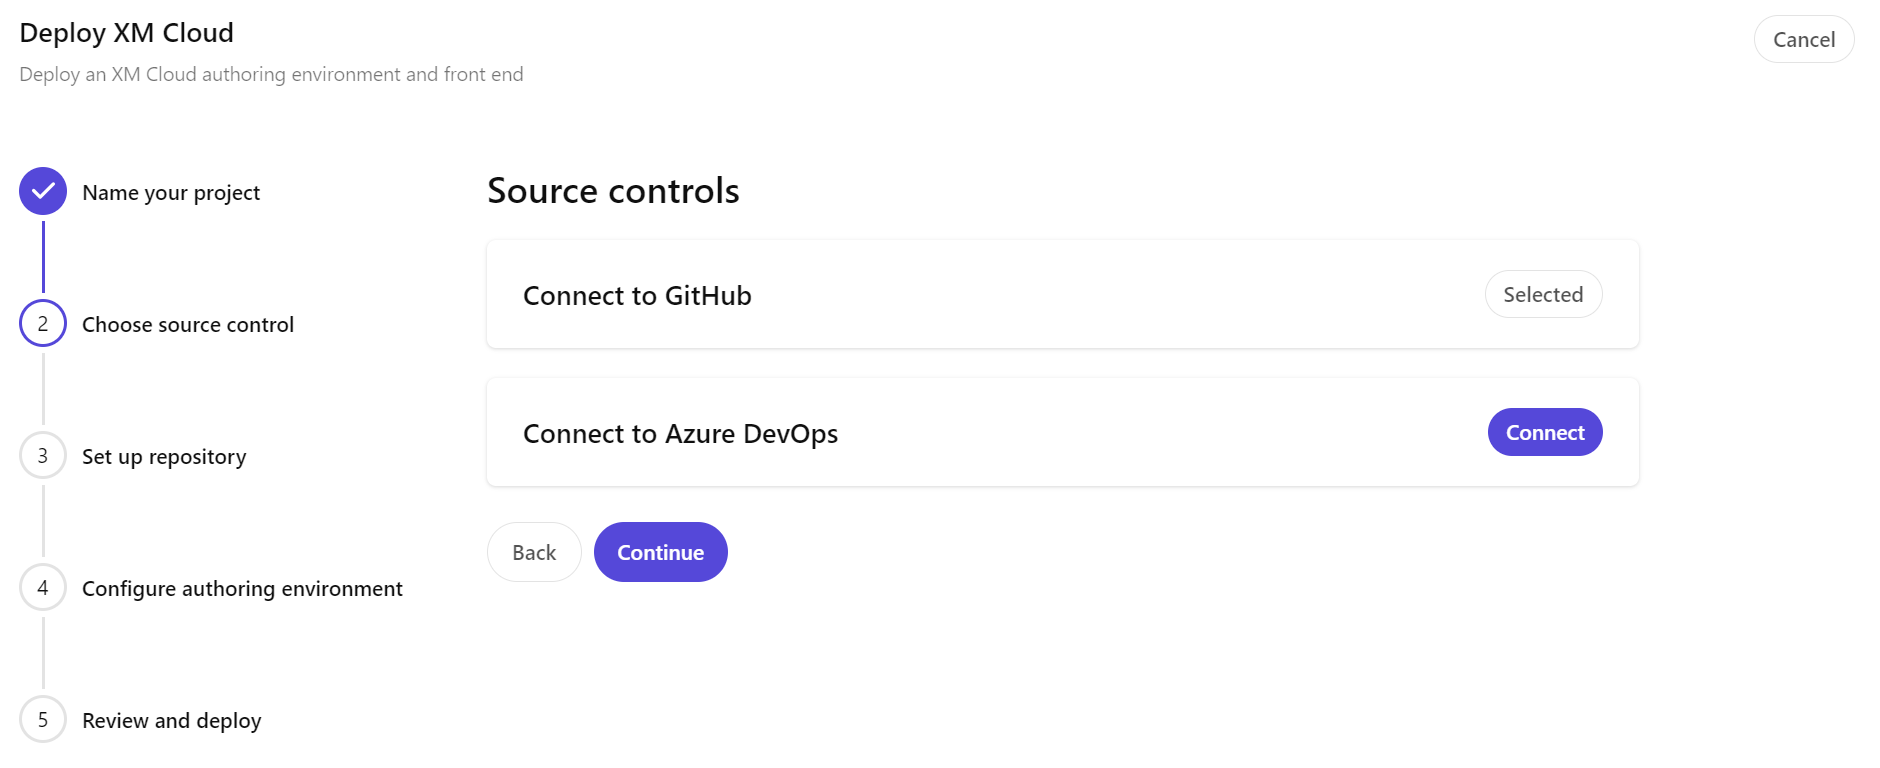 Deploy XM Cloud
Cancel
Deploy an XM Cloud authoring environment and front end
Name your project
2 Choose source control
3 Set up repository
4 Configure authoring environment
5 Review and deploy
Source controls
Connect to GitHub
Selected
Connect to Azure DevOps
Connect
Back
Continue